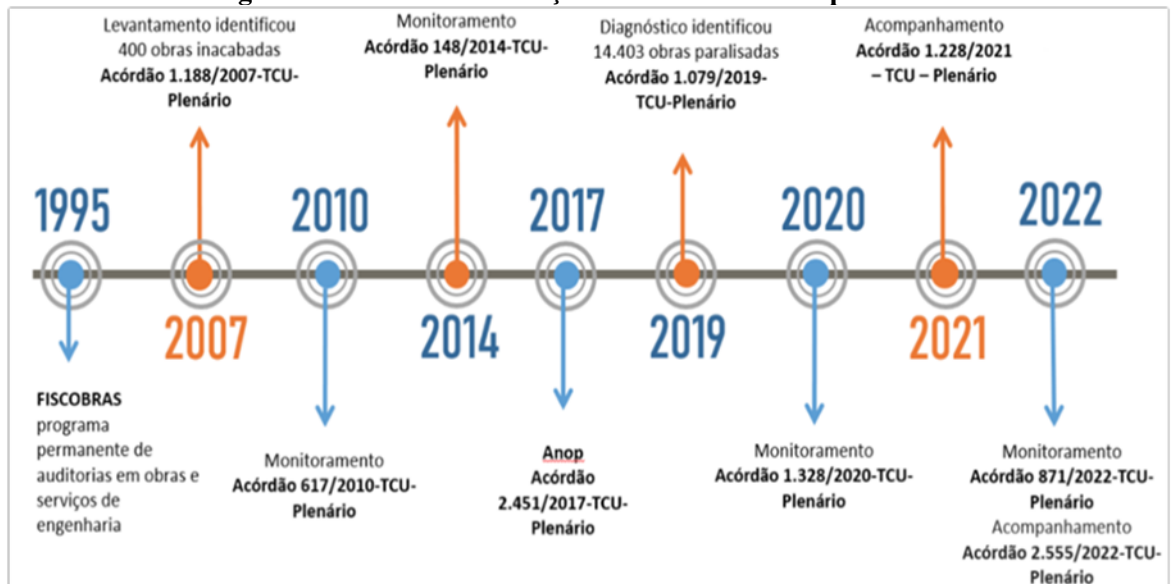 Levantamento identificou
400 obras inacabadas
Acórdão 1.188/2007-TCU-
Plenário
Monitoramento
Acórdão 148/2014-TCU-
Plenário
Diagnóstico identificou
14.403 obras paralisadas
Acórdão 1.079/2019-
TCU-Plenário
Acompanhamento
Acórdão 1.228/2021
– TCU – Plenário
1995
2007
2010
2014
2017
2019
2020
2021
2022
FISCOBRAS
programa
permanente de
auditorias em obras e
serviços de
engenharia
Monitoramento
Acórdão 617/2010-TCU-
Plenário
Anop
Acórdão
2.451/2017-TCU-
Plenário
Monitoramento
Acórdão 1.328/2020-TCU-
Plenário
Monitoramento
Acórdão 871/2022-TCU-
Plenário
Acompanhamento
Acórdão 2.555/2022-TCU-
Plenário